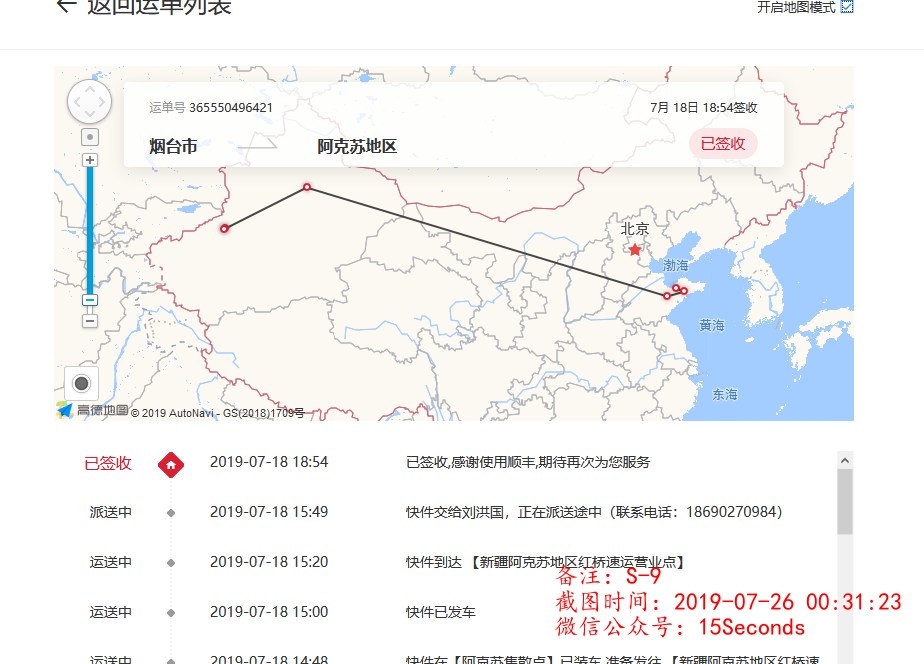 返回运单列表
开启地图模式
运单号 365550496421
7月 18日 18:54签收
烟台市
阿克苏地区
已签收
北京
渤海
黄海
东海
高德地图 © 2019 AutoNavi - GS(2018)1709号
已签收 2019-07-18 18:54 已签收,感谢使用顺丰,期待再次为您服务
派送中 2019-07-18 15:49 快件交给刘洪国，正在派送途中（联系电话：18690270984）
运送中 2019-07-18 15:20 快件到达 【新疆阿克苏地区红桥速运营业点】
备注: S-9
运送中 2019-07-18 15:00 快件已发车
截图时间: 2019-07-26 00:31:23
微信公众号: 15Seconds
运送中 2019-07-18 14:48 快件在【阿克苏集散点】已装车,准备发往 【新疆阿克苏地区红桥速